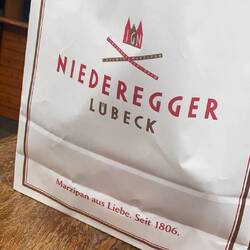 NIEDEREGGER
LÜBECK
Marzipan aus Liebe. Seit 1806.